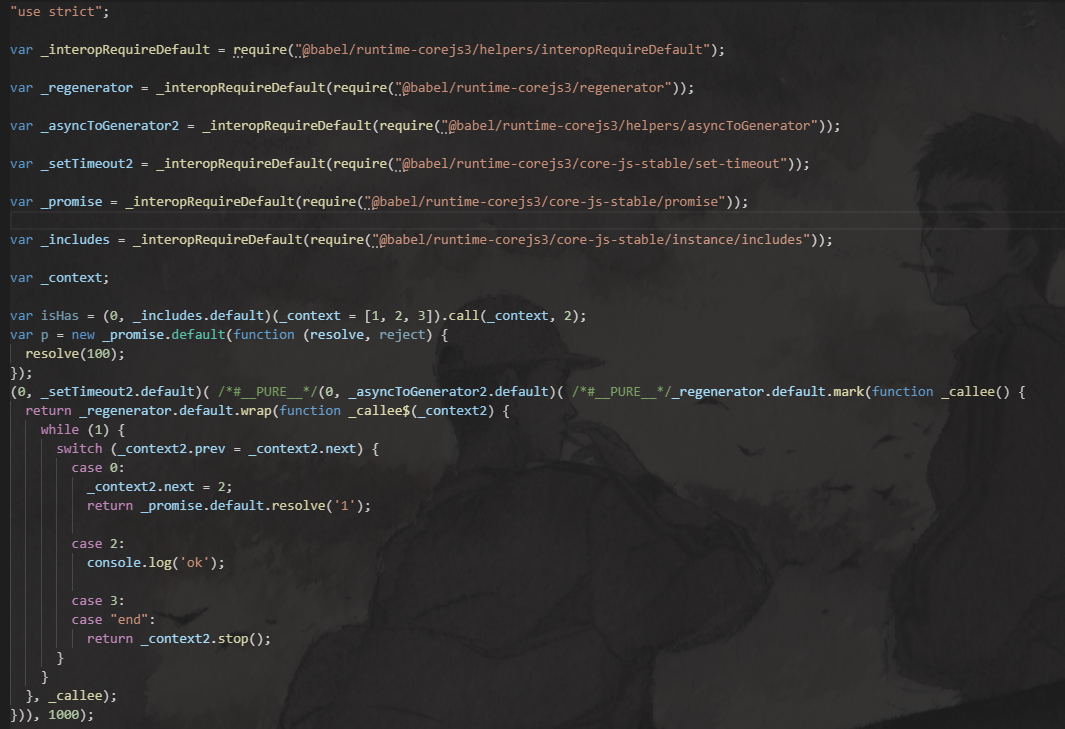 "use strict";
var _interopRequireDefault = require("@babel/runtime-corejs3/helpers/interopRequireDefault");
var _regenerator = _interopRequireDefault(require("@babel/runtime-corejs3/regenerator"));
var _asyncToGenerator2 = _interopRequireDefault(require("@babel/runtime-corejs3/helpers/asyncToGenerator"));
var _setTimeout2 = _interopRequireDefault(require("@babel/runtime-corejs3/core-js-stable/set-timeout"));
var _promise = _interopRequireDefault(require("@babel/runtime-corejs3/core-js-stable/promise"));
var _includes = _interopRequireDefault(require("@babel/runtime-corejs3/core-js-stable/instance/includes"));
var _context;
var isHas = (0, _includes.default)(_context = [1, 2, 3]).call(_context, 2);
var p = new _promise.default(function (resolve, reject) {
  resolve(100);
});
(0, _setTimeout2.default)( /*#__PURE__*/(0, _asyncToGenerator2.default)( /*#__PURE__*/_regenerator.default.mark(function _callee() {
  return _regenerator.default.wrap(function _callee$(_context2) {
    while (1) {
      switch (_context2.prev = _context2.next) {
        case 0:
          _context2.next = 2;
          return _promise.default.resolve('1');
        case 2:
          console.log('ok');
        case 3:
        case "end":
          return _context2.stop();
      }
    }
  }, _callee);
})), 1000);